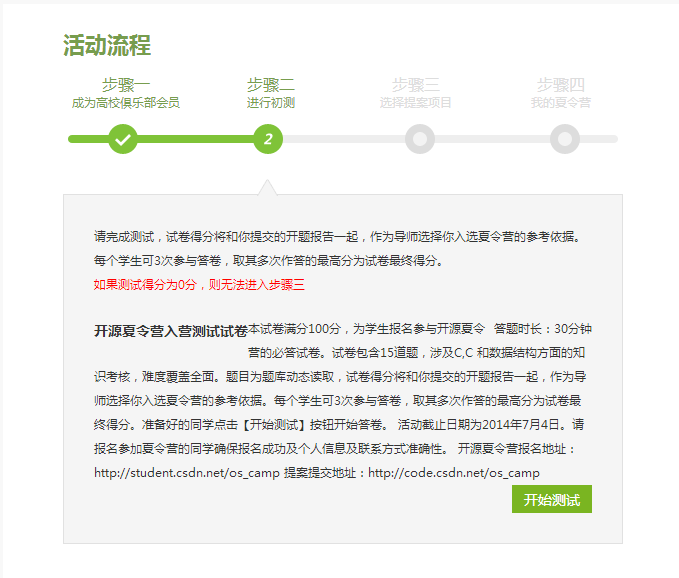 活动流程
步骤一
步骤二
步骤三
步骤四
成为高校俱乐部会员
进行初测
选择提案项目
我的夏令营
2
请完成测试，试卷得分将和你提交的开题报告一起，作为导师选择你入选夏令营的参考依据。
每个学生可3次参与答卷，取其多次作答的最高分为试卷最终得分。
如果测试得分为0分，则无法进入步骤三
开源夏令营入营测试试卷 本试卷满分100分，为学生报名参与开源夏令 答题时长：30分钟
营的必答试卷。试卷包含15道题，涉及C,C 和数据结构方面的知
识考核，难度覆盖全面。题目为题库动态读取，试卷得分将和你提交的开题报告一起，作为导
师选择你入选夏令营的参考依据。每个学生可3次参与答卷，取其多次作答的最高分为试卷最
终得分。准备好的同学点击【开始测试】按钮开始答卷。 活动截止日期为2014年7月4日。请
报名参加夏令营的同学确保报名成功及个人信息及联系方式准确性。 开源夏令营报名地址：
http://student.csdn.net/os_camp 提案提交地址：http://code.csdn.net/os_camp
开始测试